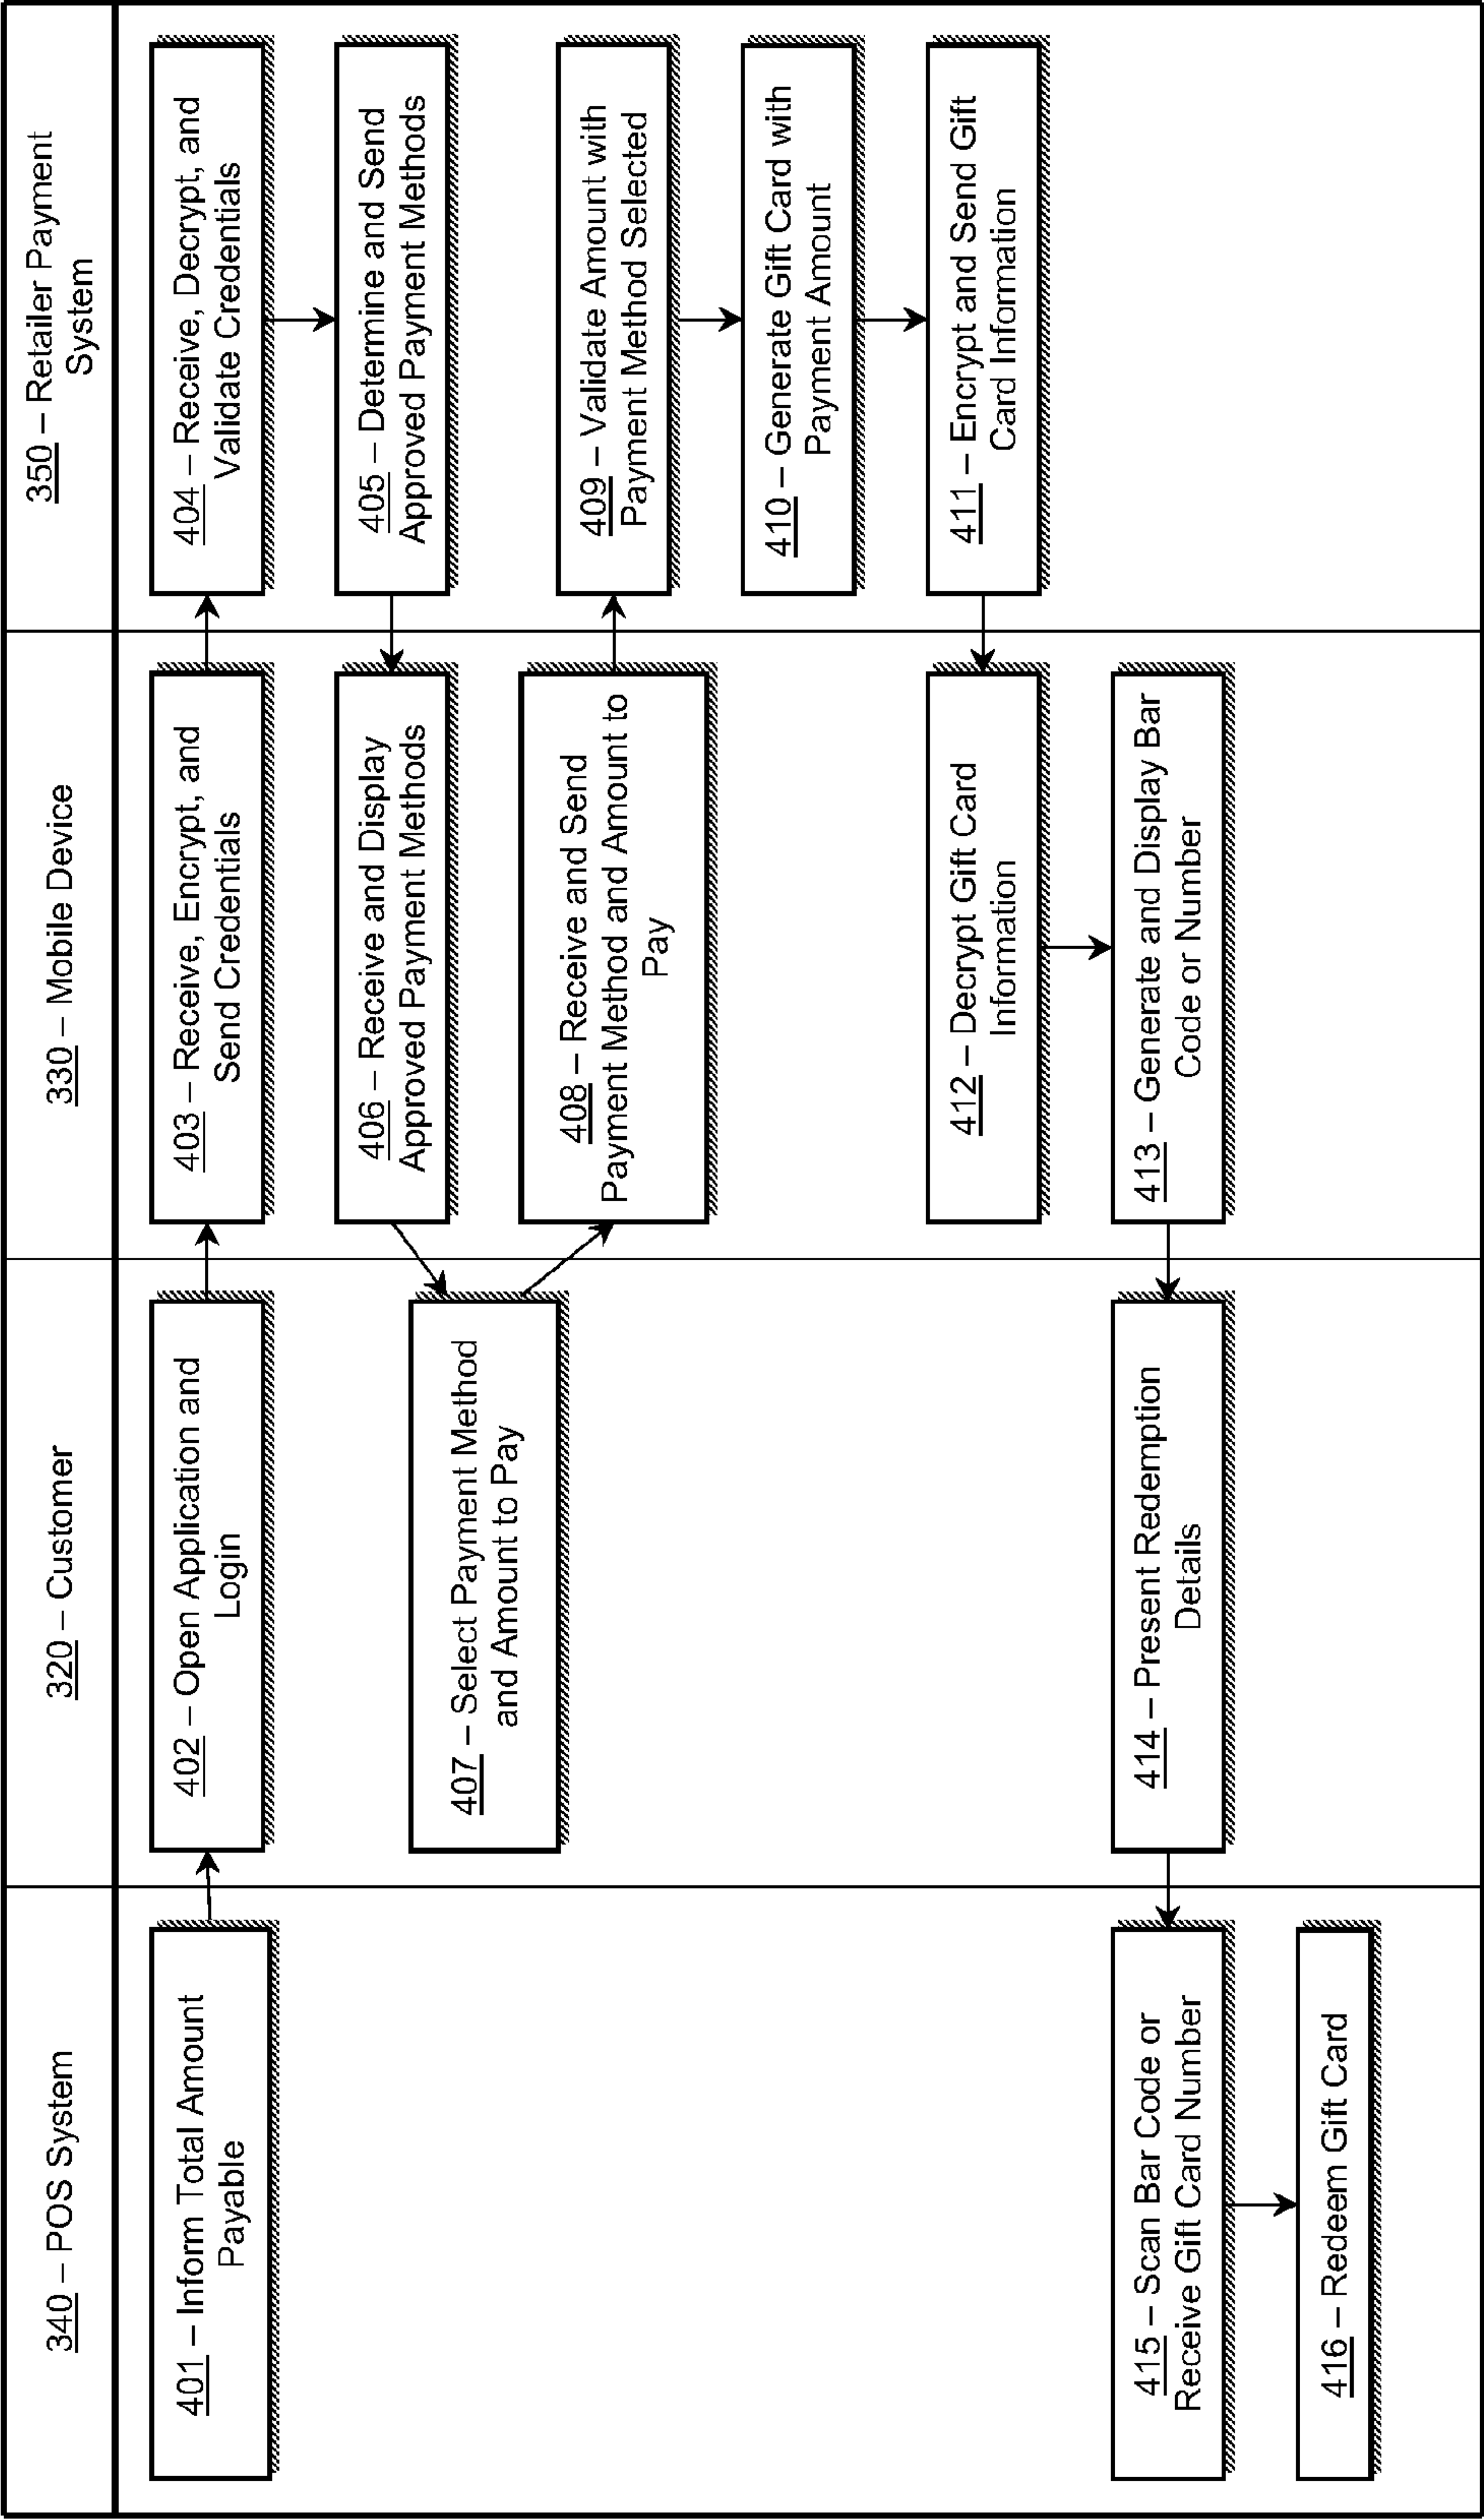 340 – POS System
320 – Customer
330 – Mobile Device
350 – Retailer Payment
System
401 – Inform Total Amount
Payable
402 – Open Application and
Login
403 – Receive, Encrypt, and
Send Credentials
404 – Receive, Decrypt, and
Validate Credentials
405 – Determine and Send
Approved Payment Methods
406 – Receive and Display
Approved Payment Methods
407 – Select Payment Method
and Amount to Pay
408 – Receive and Send
Payment Method and Amount to
Pay
409 – Validate Amount with
Payment Method Selected
410 – Generate Gift Card with
Payment Amount
411 – Encrypt and Send Gift
Card Information
412 – Decrypt Gift Card
Information
413 – Generate and Display Bar
Code or Number
414 – Present Redemption
Details
415 – Scan Bar Code or
Receive Gift Card Number
416 – Redeem Gift Card